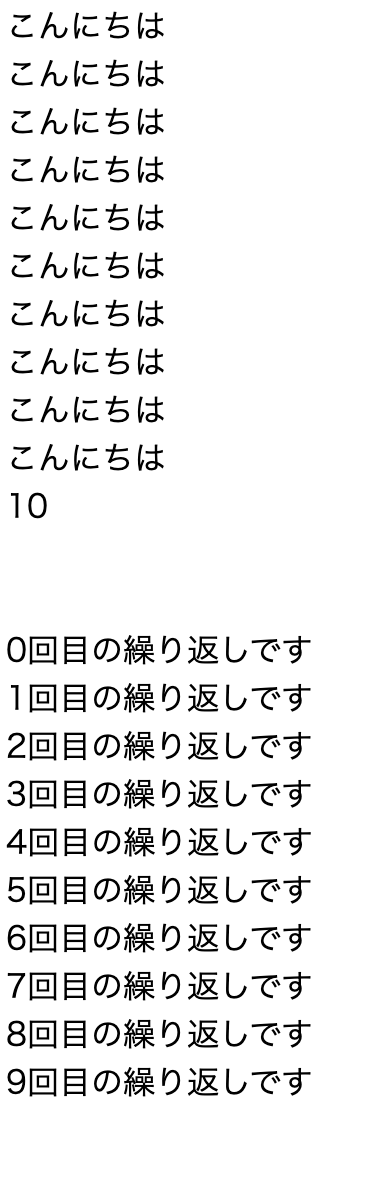 こんにちは
こんにちは
こんにちは
こんにちは
こんにちは
こんにちは
こんにちは
こんにちは
こんにちは
こんにちは
10
0回目の繰り返しです
1回目の繰り返しです
2回目の繰り返しです
3回目の繰り返しです
4回目の繰り返しです
5回目の繰り返しです
6回目の繰り返しです
7回目の繰り返しです
8回目の繰り返しです
9回目の繰り返しです